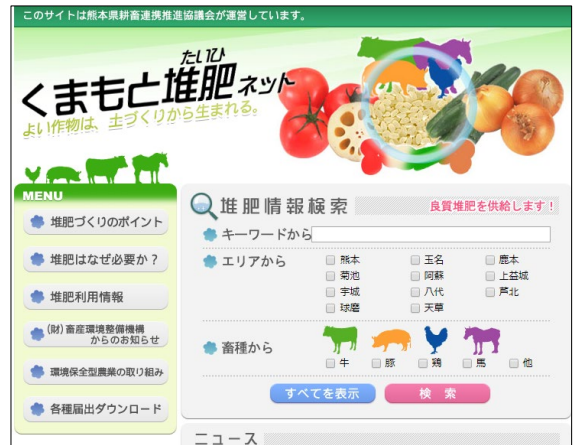 このサイトは熊本県耕畜連携推進協議会が運営しています。
たいひ
くまもと堆肥ネット
よい作物は、土づくりから生まれる。
MENU
堆肥づくりのポイント
堆肥はなぜ必要か？
堆肥利用情報
(財)畜産環境整備機構
からのお知らせ
環境保全型農業の取り組み
各種届出ダウンロード
堆肥情報検索 良質堆肥を供給します！
キーワードから
エリアから 熊本 玉名 鹿本
菊池 阿蘇 上益城
宇城 八代 芦北
球磨 天草
畜種から 牛 豚 鶏 馬 他
すべてを表示 検 索
ニュース